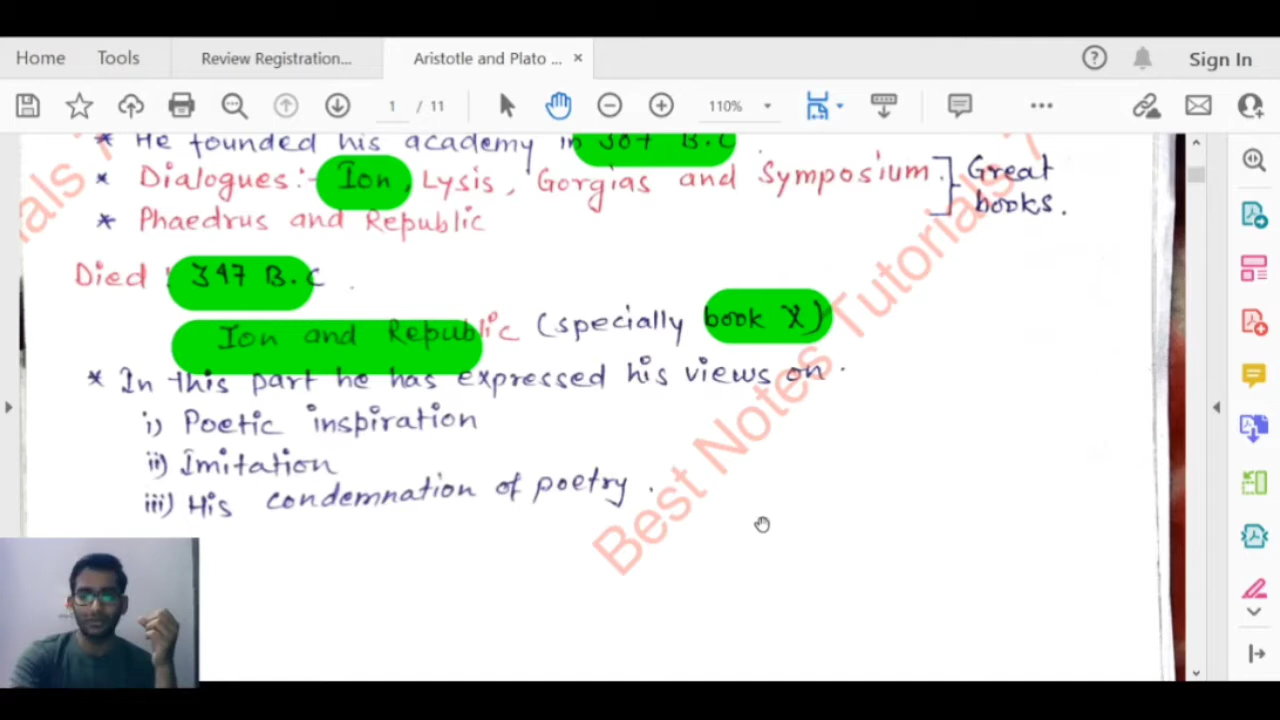 Home Tools Review Registration... Aristotle and Plato ... × Sign In
1 / 11 110%
* He founded his academy in 387 B.C
* Dialogues:- Ion, Lysis, Gorgias and Symposium. Great books.
* Phaedrus and Republic
Died : 347 B.C.
Ion and Republic (specially book X)
* In this part he has expressed his views on.
i) Poetic inspiration
ii) Imitation
iii) His condemnation of poetry.
Best Notes Tutorials 7
ials 7